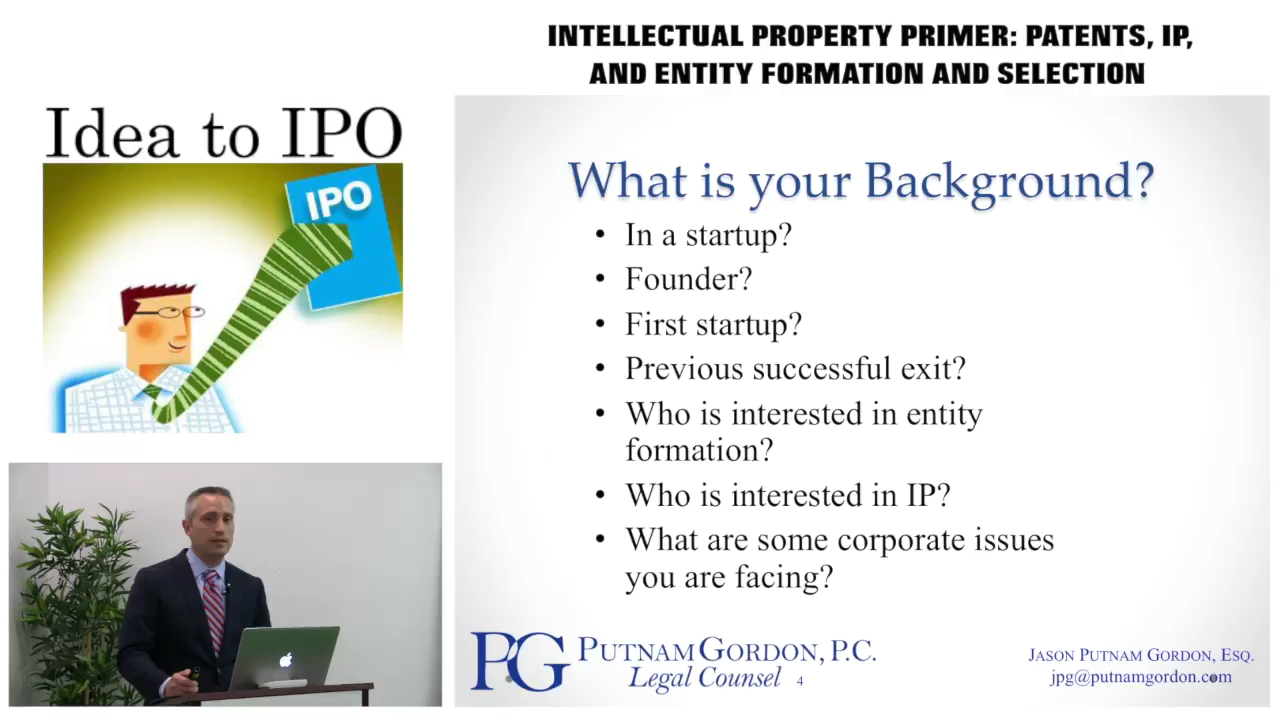 INTELLECTUAL PROPERTY PRIMER: PATENTS, IP,
AND ENTITY FORMATION AND SELECTION
Idea to IPO
IPO
What is your Background?
• In a startup?
• Founder?
• First startup?
• Previous successful exit?
• Who is interested in entity
formation?
• Who is interested in IP?
• What are some corporate issues
you are facing?
PG
PUTNAM GORDON, P.C.
Legal Counsel
4
JASON PUTNAM GORDON, ESQ.
jpg@putnamgordon.com